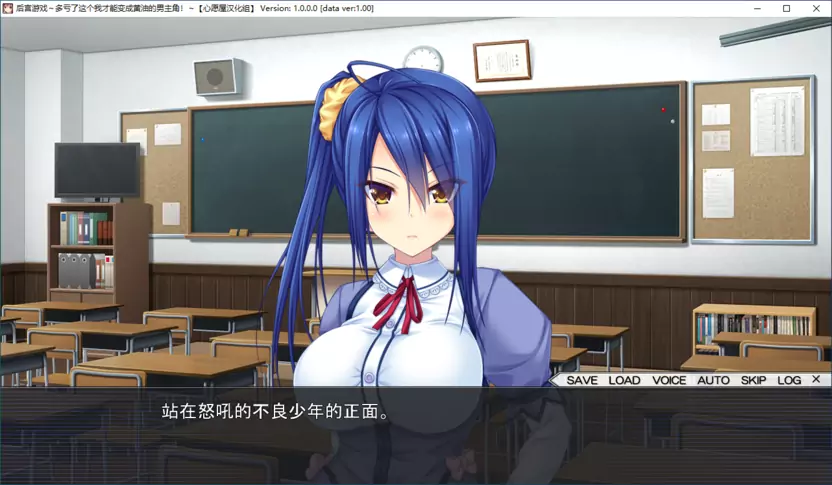 后宫游戏～多亏了这个我才能变成黄油的男主角！～【心愿屋汉化组】 Version: 1.0.0.0 [data ver:1.00]
SAVE LOAD VOICE AUTO SKIP LOG
站在怒吼的不良少年的正面。